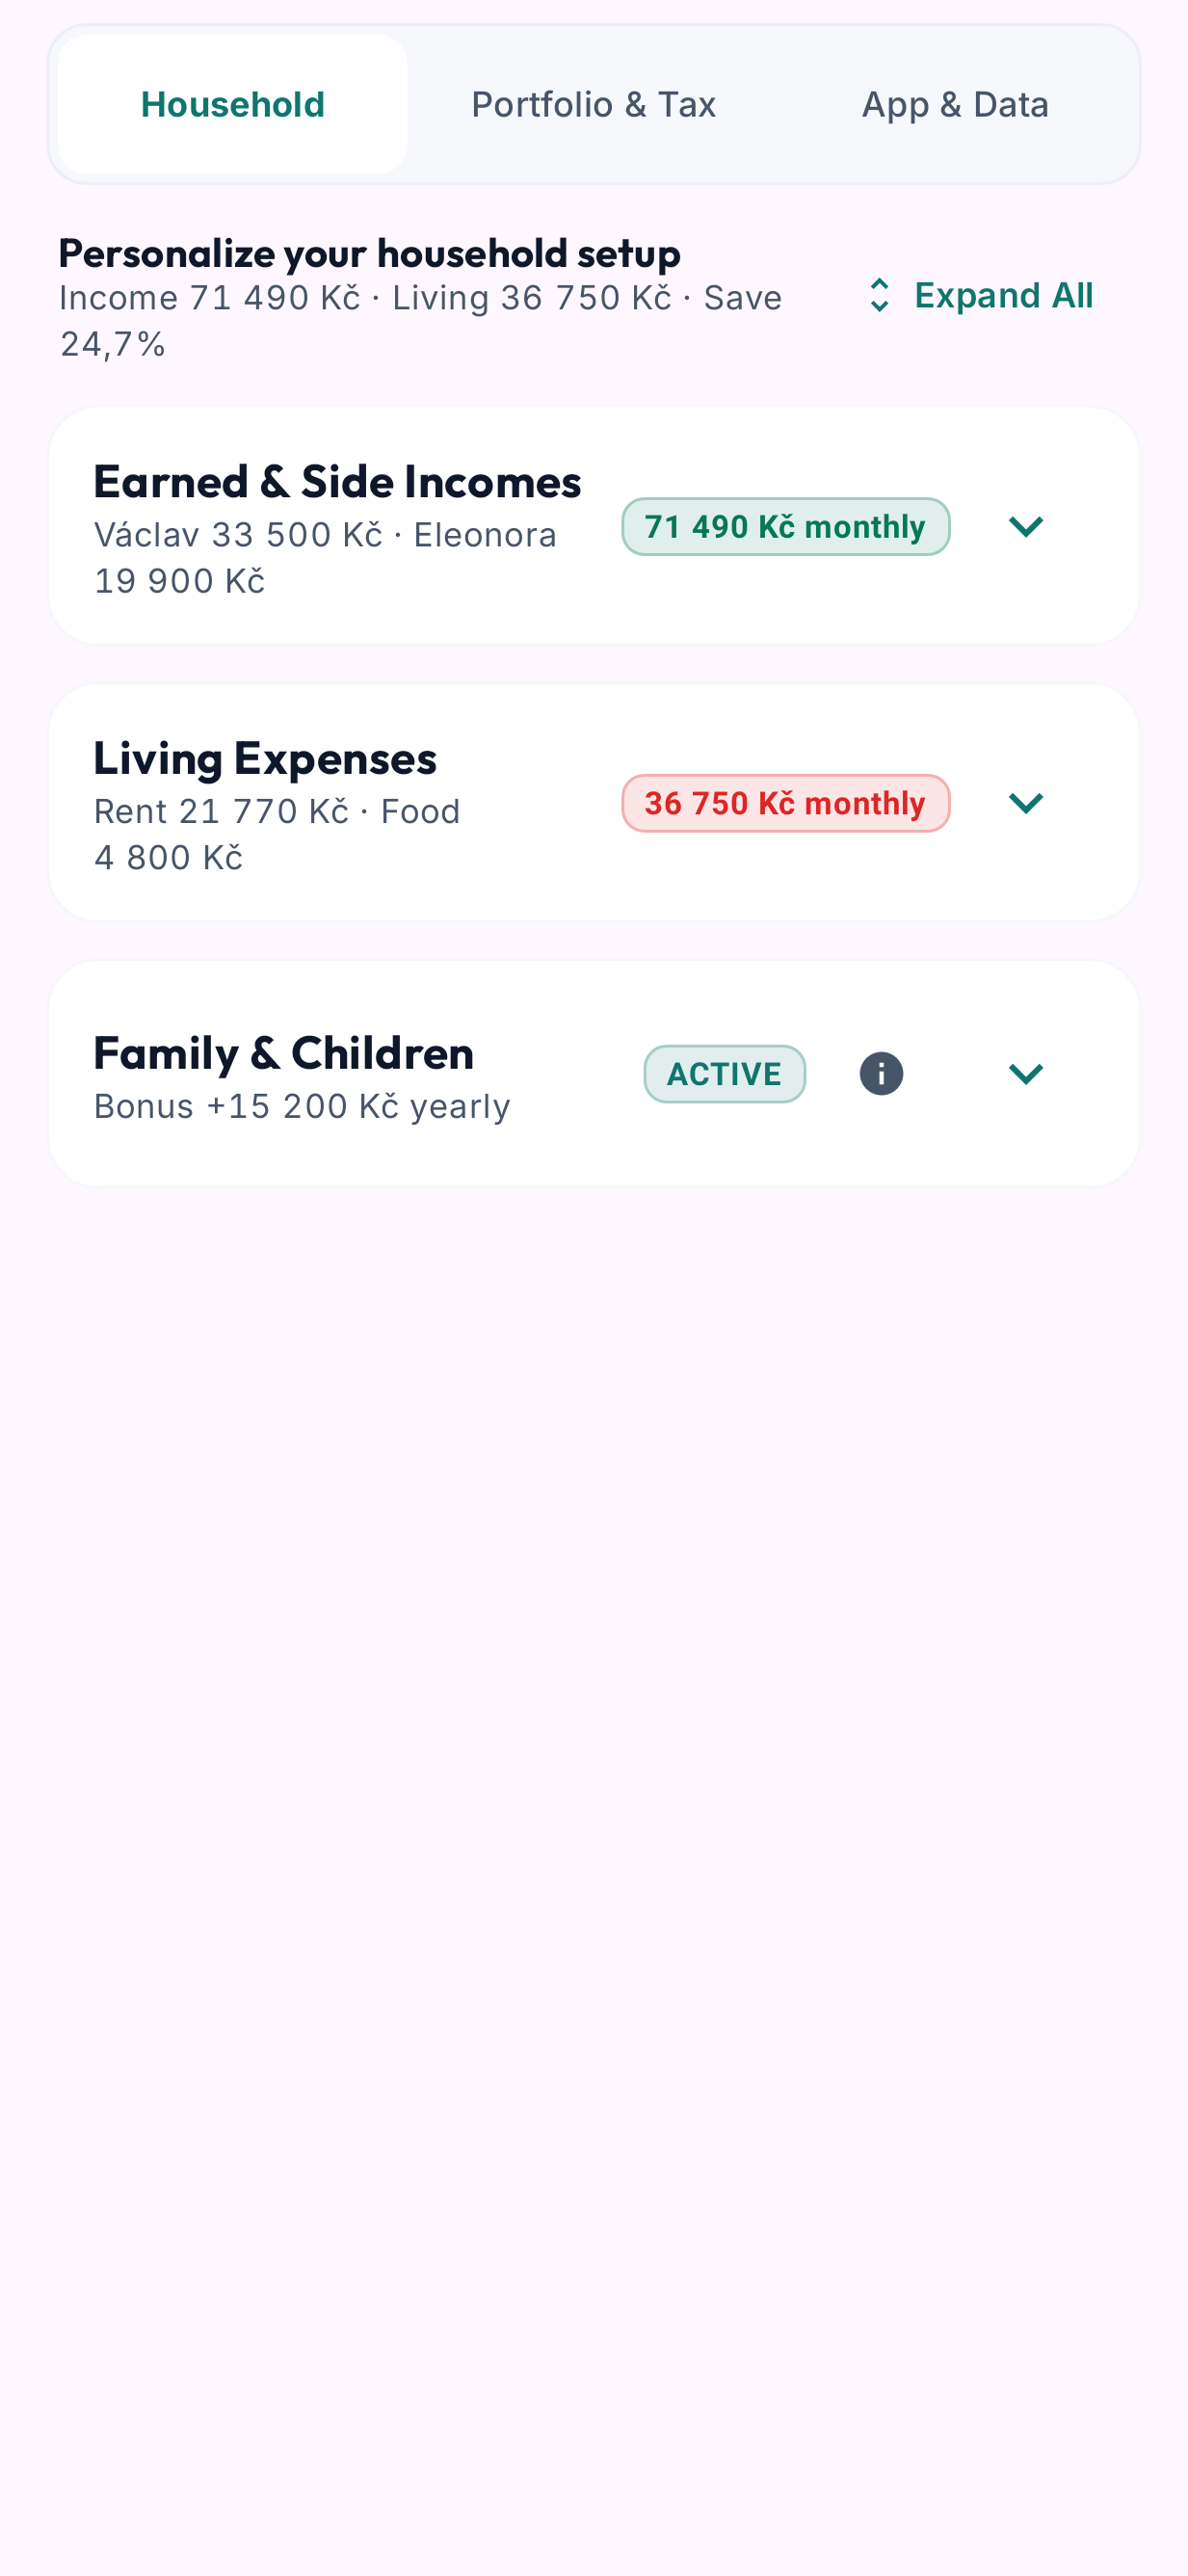 Household
Portfolio & Tax
App & Data
Personalize your household setup
Income 71 490 Kč · Living 36 750 Kč · Save
24,7%
Expand All
Earned & Side Incomes
Václav 33 500 Kč · Eleonora
19 900 Kč
71 490 Kč monthly
Living Expenses
Rent 21 770 Kč · Food
4 800 Kč
36 750 Kč monthly
Family & Children
Bonus +15 200 Kč yearly
ACTIVE